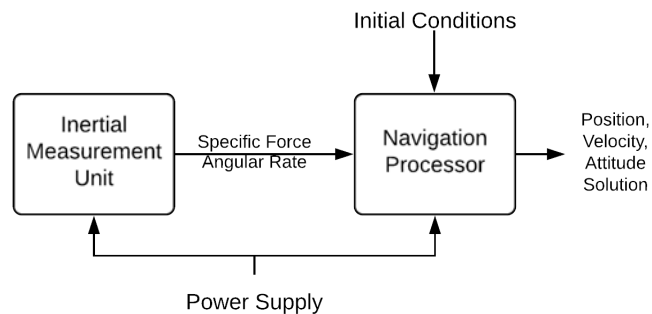 Initial Conditions
Inertial
Measurement
Unit
Specific Force
Angular Rate
Navigation
Processor
Position,
Velocity,
Attitude
Solution
Power Supply